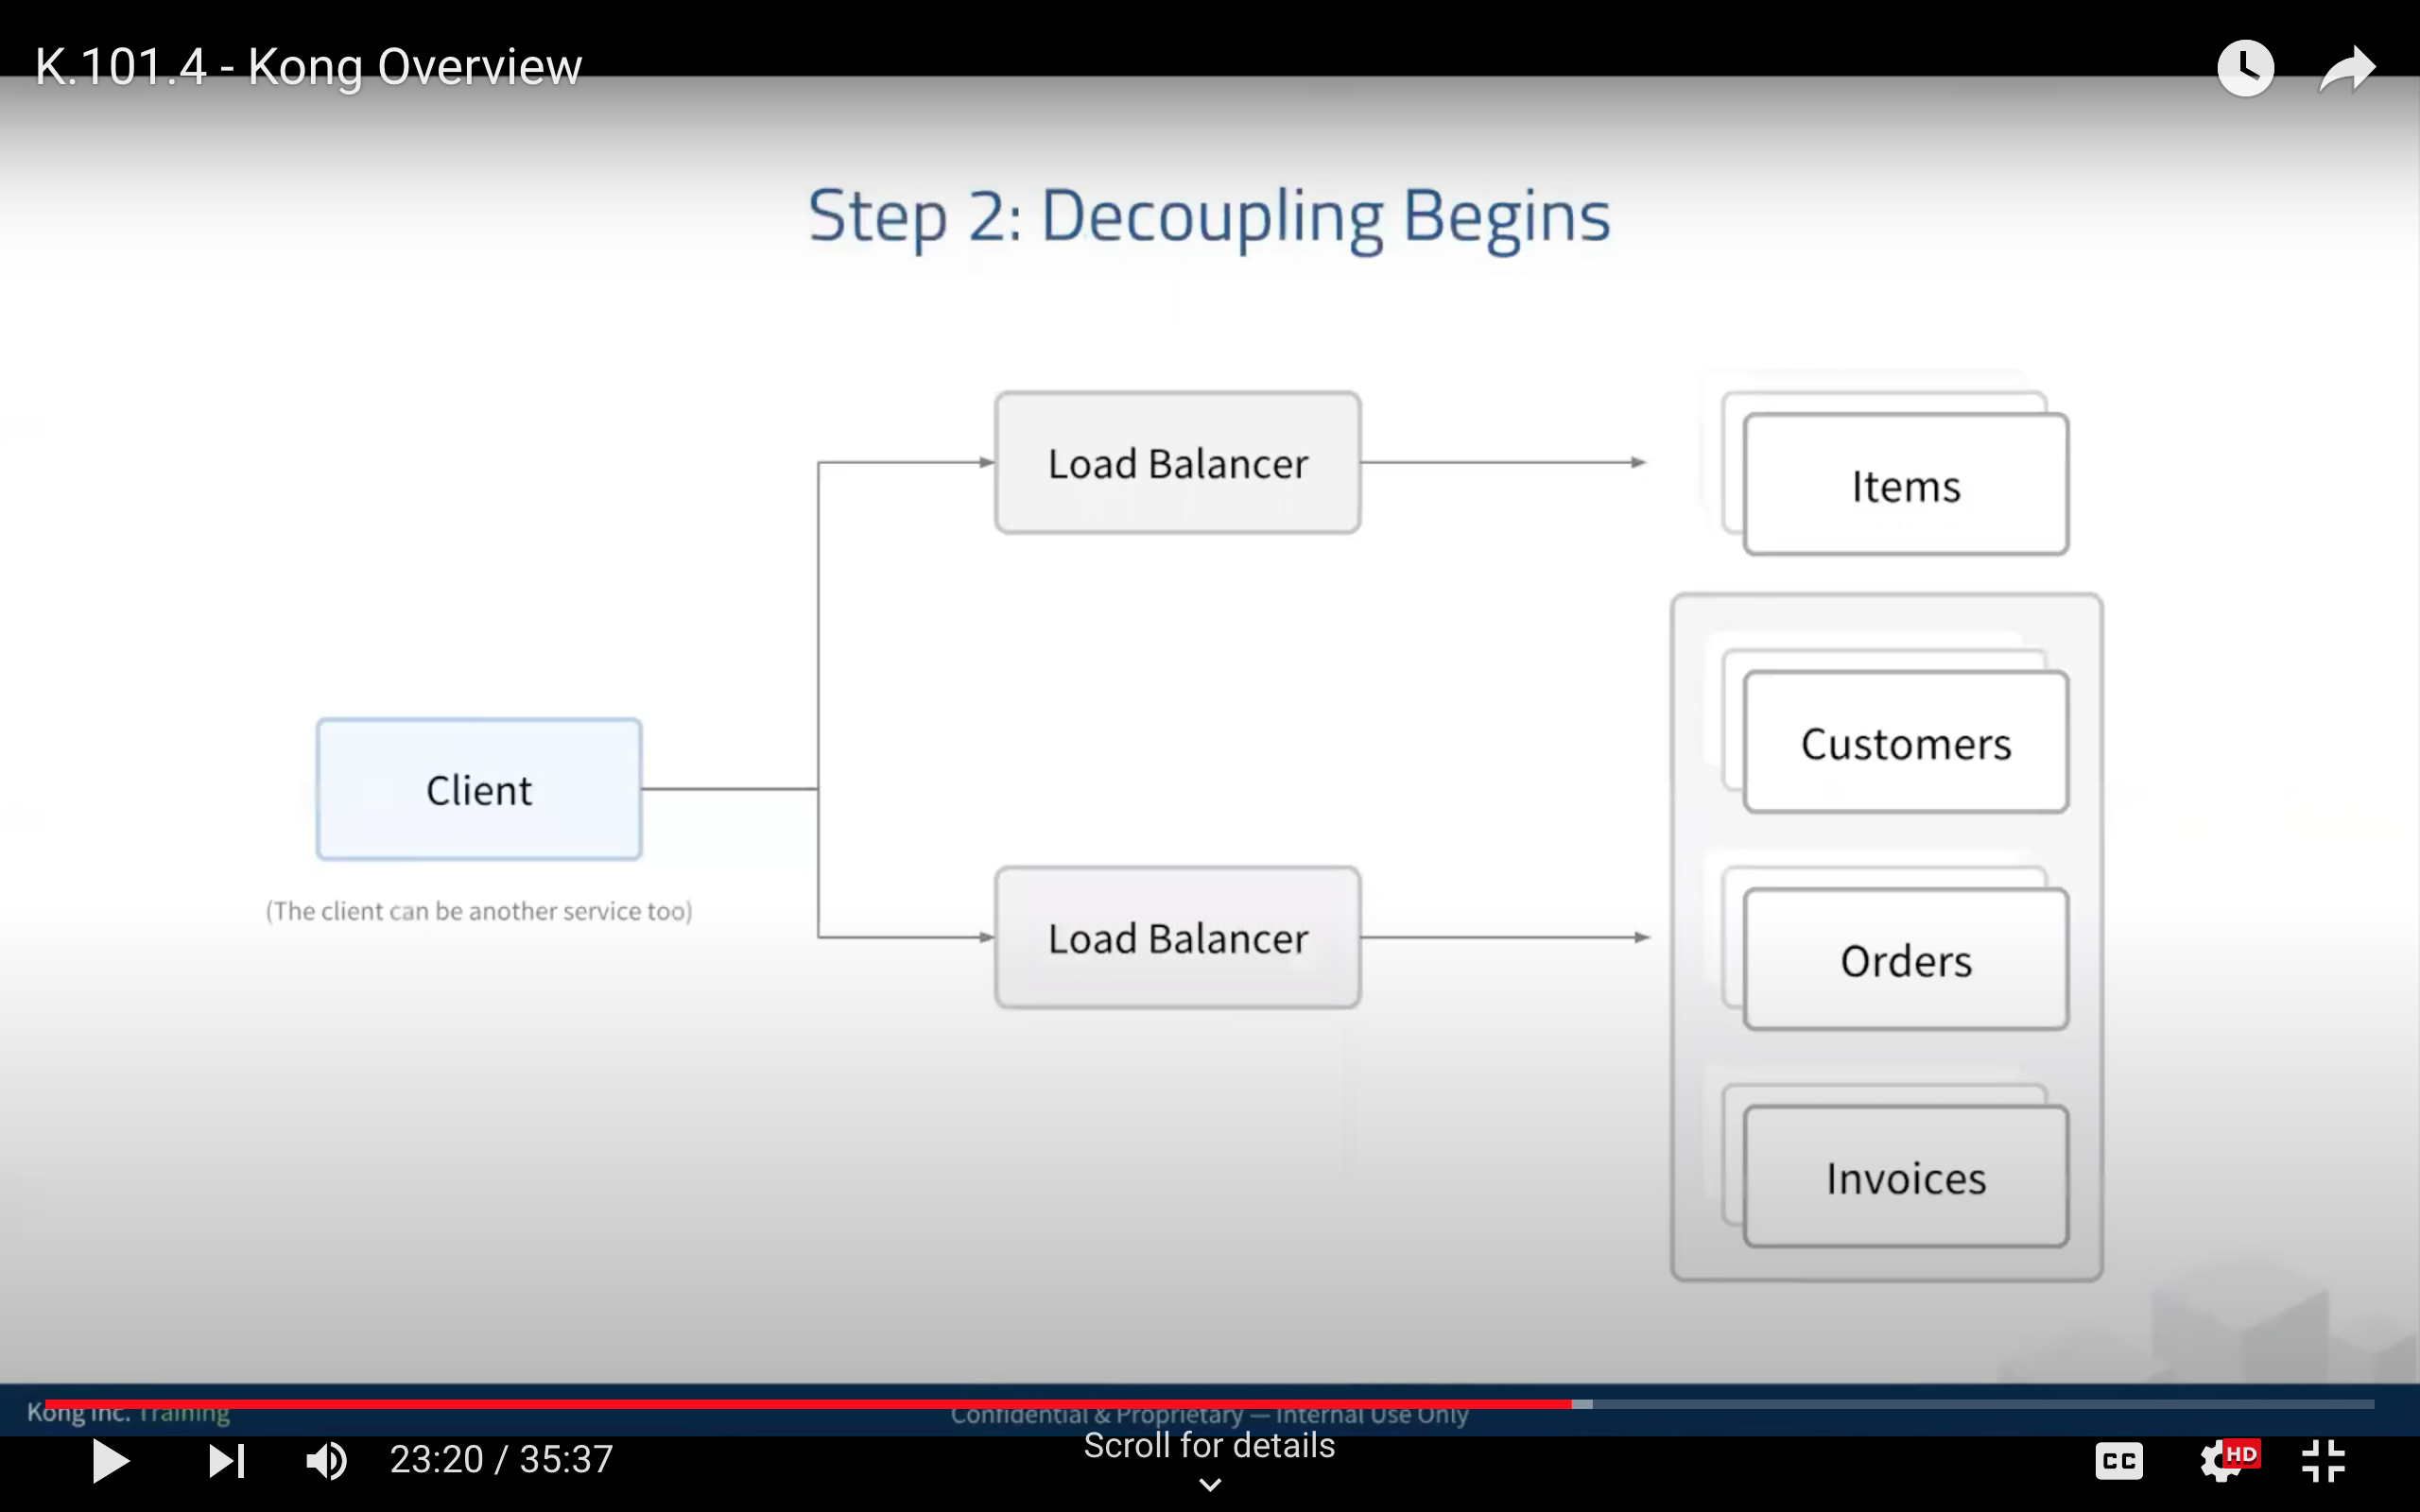 K.101.4 - Kong Overview
Step 2: Decoupling Begins
Load Balancer
Items
Customers
Client
(The client can be another service too)
Load Balancer
Orders
Invoices
Kong Inc. Training
Confidential & Proprietary — Internal Use Only
Scroll for details
23:20 / 35:37
CC
HD